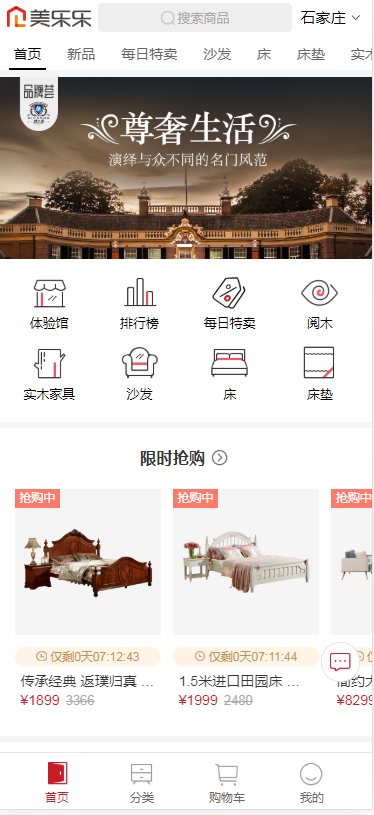 美乐乐 搜索商品 石家庄
首页 新品 每日特卖 沙发 床 床垫 实木
品牌荟
尊奢生活
演绎与众不同的名门风范
体验馆 排行榜 每日特卖 阅木
实木家具 沙发 床 床垫
限时抢购
抢购中 抢购中 抢购中
仅剩0天07:12:43 仅剩0天07:11:44 仅
传承经典 返璞归真 ... 1.5米进口田园床 ... 简约大
¥1899 3366 ¥1999 2480 ¥8299
首页 分类 购物车 我的